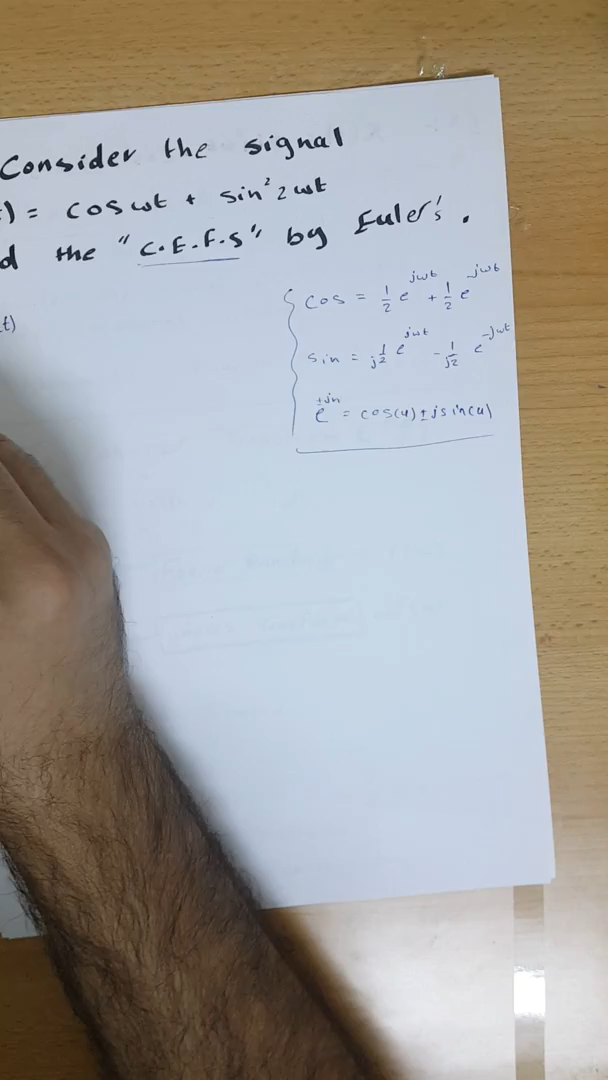 Consider the signal
t) = cos ωt + sin² 2ωt
d the "C.E.F.S" by Euler's.
t)
cos = 1/2 e^jωt + 1/2 e^-jωt
sin = 1/j2 e^jωt - 1/j2 e^-jωt
e^±jn = cos(u) ± j sin(u)